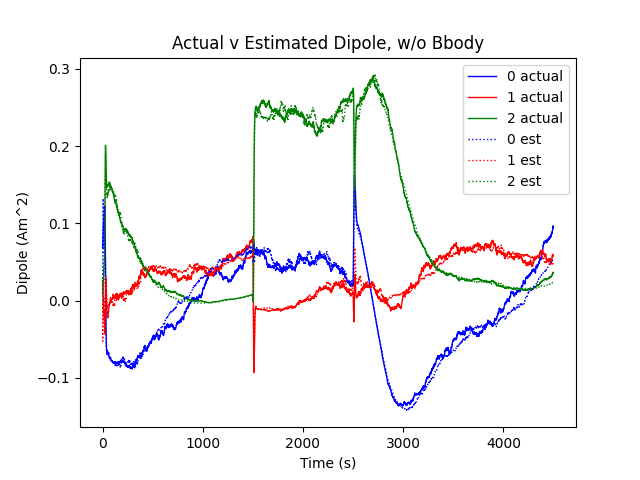 Actual v Estimated Dipole, w/o Bbody
0.3
0.2
0.1
0.0
−0.1
Dipole (Am^2)
0 actual
1 actual
2 actual
0 est
1 est
2 est
0
1000
2000
3000
4000
Time (s)